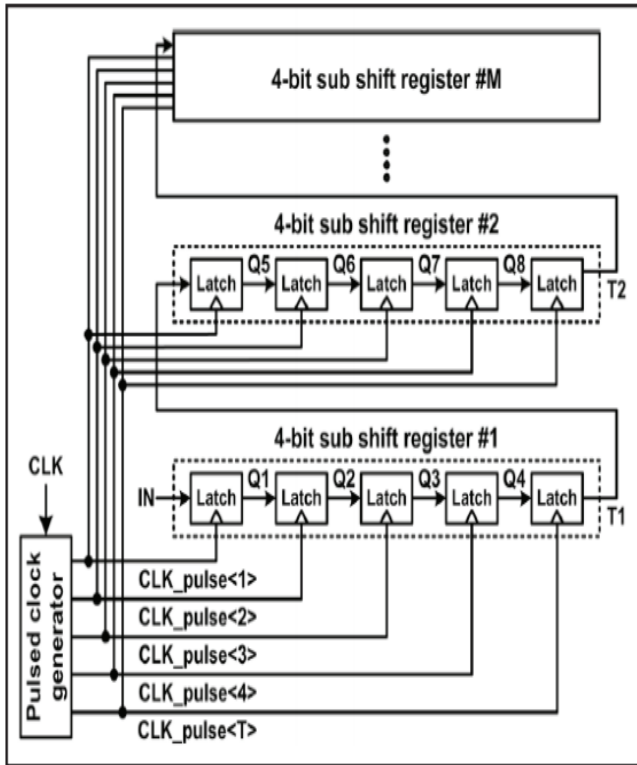 4-bit sub shift register #M
4-bit sub shift register #2
Latch Q5 Latch Q6 Latch Q7 Latch Q8 Latch
T2
4-bit sub shift register #1
CLK
IN Latch Q1 Latch Q2 Latch Q3 Latch Q4 Latch
T1
Pulsed clock
generator
CLK_pulse<1>
CLK_pulse<2>
CLK_pulse<3>
CLK_pulse<4>
CLK_pulse<T>